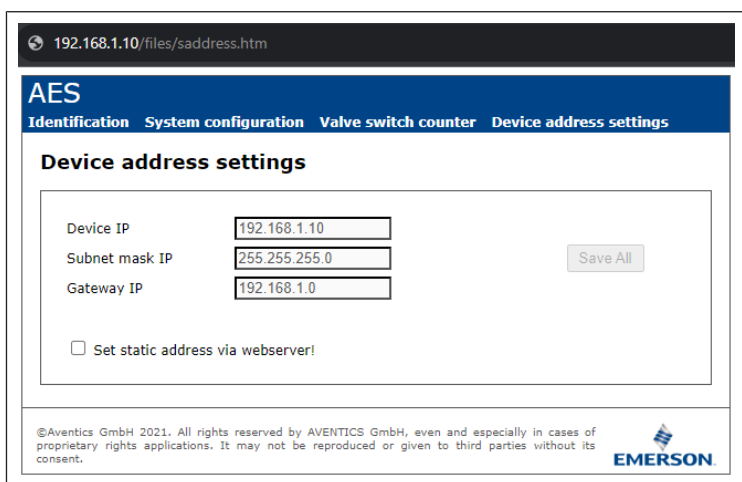 192.168.1.10/files/saddress.htm
AES
Identification System configuration Valve switch counter Device address settings
Device address settings
Device IP 192.168.1.10
Subnet mask IP 255.255.255.0 Save All
Gateway IP 192.168.1.0
Set static address via webserver!
©Aventics GmbH 2021. All rights reserved by AVENTICS GmbH, even and especially in cases of
proprietary rights applications. It may not be reproduced or given to third parties without its
consent.
EMERSON.